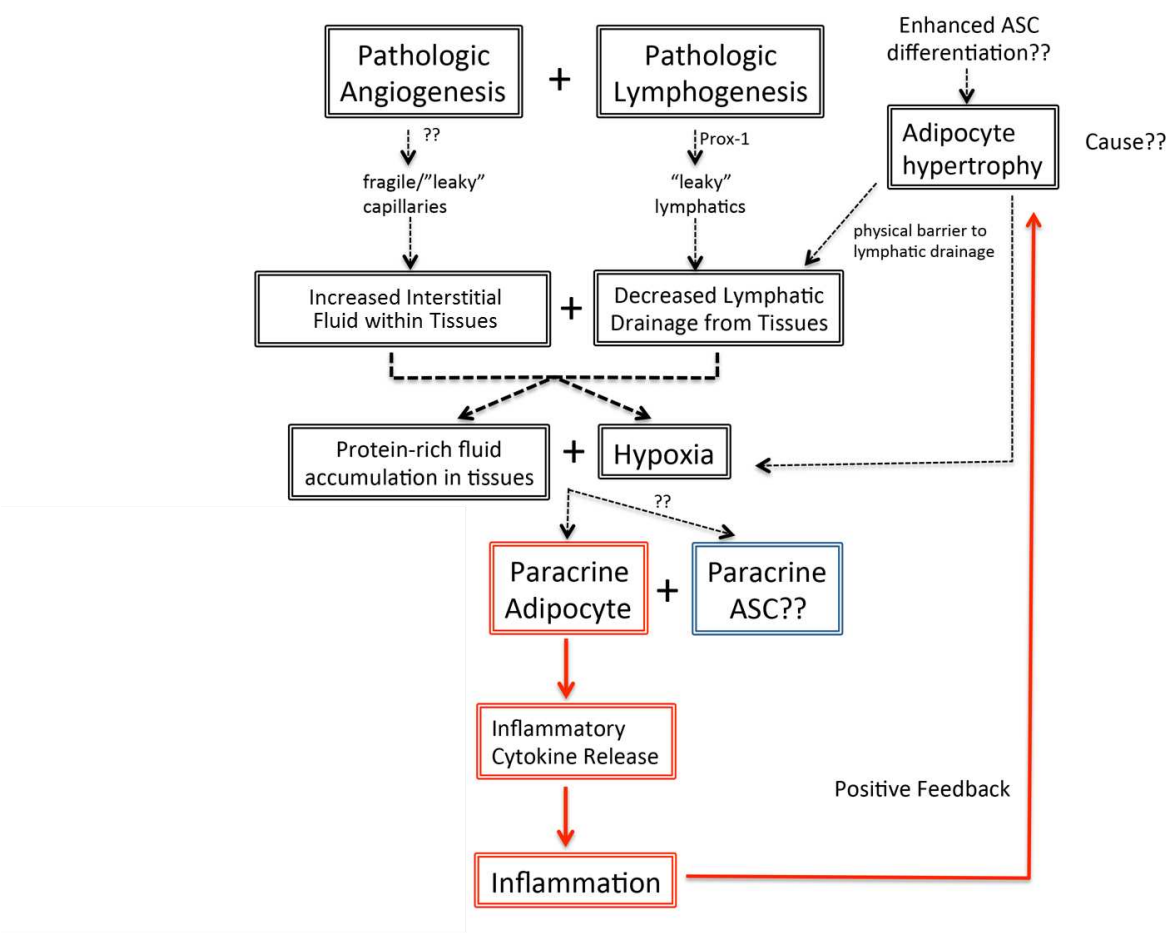 Enhanced ASC
differentiation??
Pathologic
Angiogenesis
+
Pathologic
Lymphogenesis
Adipocyte
hypertrophy
Cause??
??
Prox-1
fragile/”leaky”
capillaries
“leaky”
lymphatics
physical barrier to
lymphatic drainage
Increased Interstitial
Fluid within Tissues
+
Decreased Lymphatic
Drainage from Tissues
Protein-rich fluid
accumulation in tissues
+
Hypoxia
??
Paracrine
Adipocyte
+
Paracrine
ASC??
Inflammatory
Cytokine Release
Positive Feedback
Inflammation